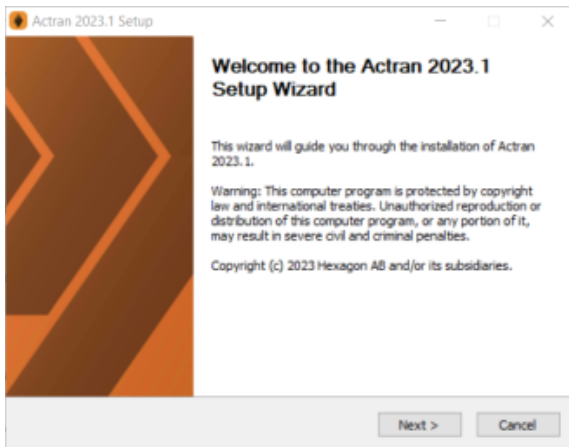 Actran 2023.1 Setup
Welcome to the Actran 2023.1
Setup Wizard
This wizard will guide you through the installation of Actran
2023.1.
Warning: This computer program is protected by copyright
law and international treaties. Unauthorized reproduction or
distribution of this computer program, or any portion of it,
may result in severe civil and criminal penalties.
Copyright (c) 2023 Hexagon AB and/or its subsidiaries.
Next >
Cancel